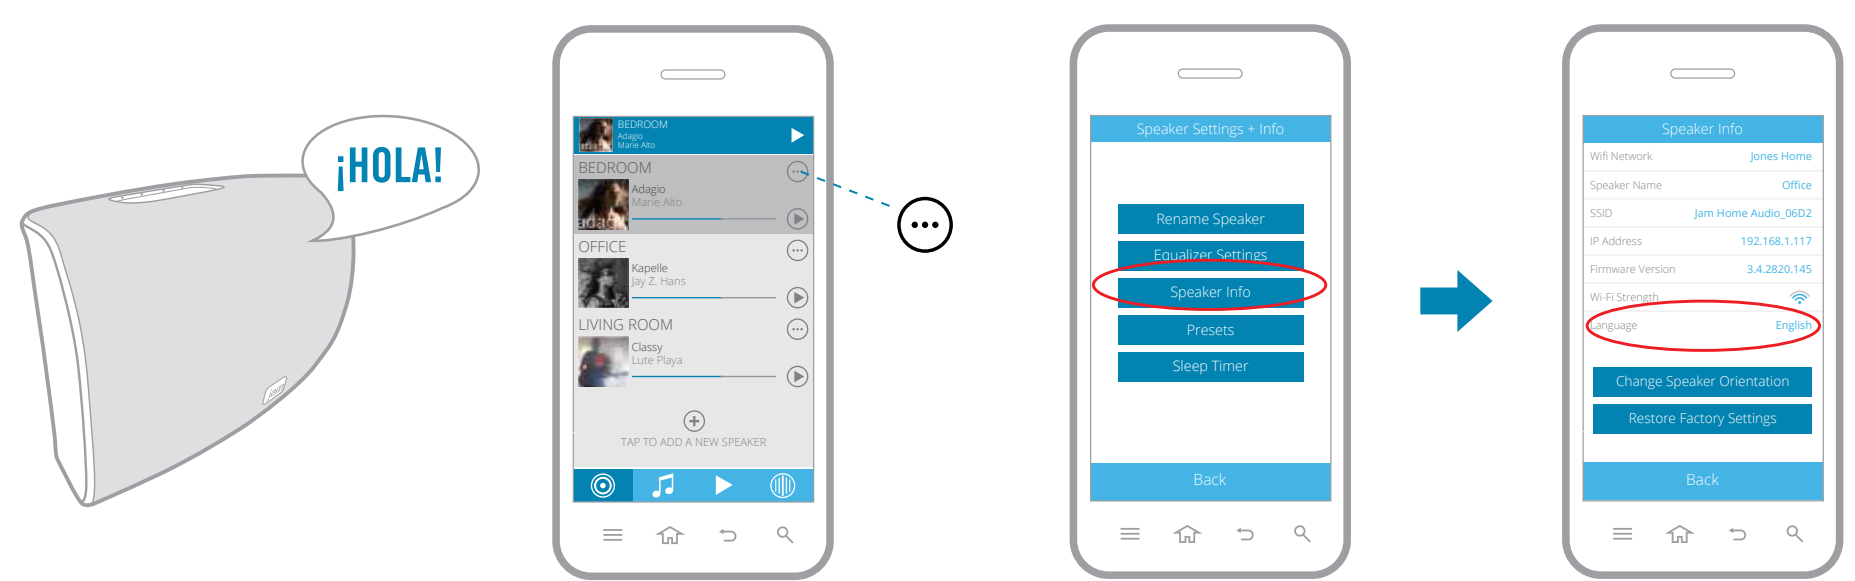 ¡HOLA!
jam
BEDROOM
Adagio
Marie Alto
BEDROOM
Adagio
Marie Alto
adagio
OFFICE
Kapelle
Jay Z. Hans
LIVING ROOM
Classy
Lute Playa
TAP TO ADD A NEW SPEAKER
Speaker Settings + Info
Rename Speaker
Equalizer Settings
Speaker Info
Presets
Sleep Timer
Back
Speaker Info
Wifi Network Jones Home
Speaker Name Office
SSID Jam Home Audio_06D2
IP Address 192.168.1.117
Firmware Version 3.4.2820.145
Wi-Fi Strength
Language English
Change Speaker Orientation
Restore Factory Settings
Back